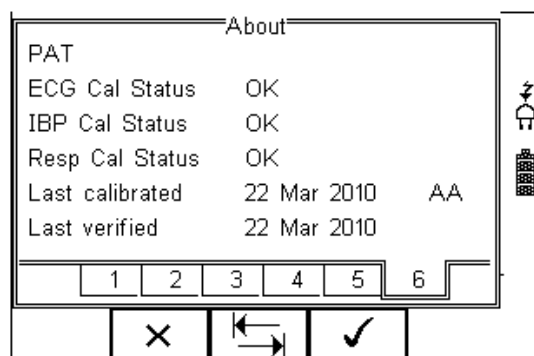 About
PAT
ECG Cal Status OK
IBP Cal Status OK
Resp Cal Status OK
Last calibrated 22 Mar 2010 AA
Last verified 22 Mar 2010
1 2 3 4 5 6